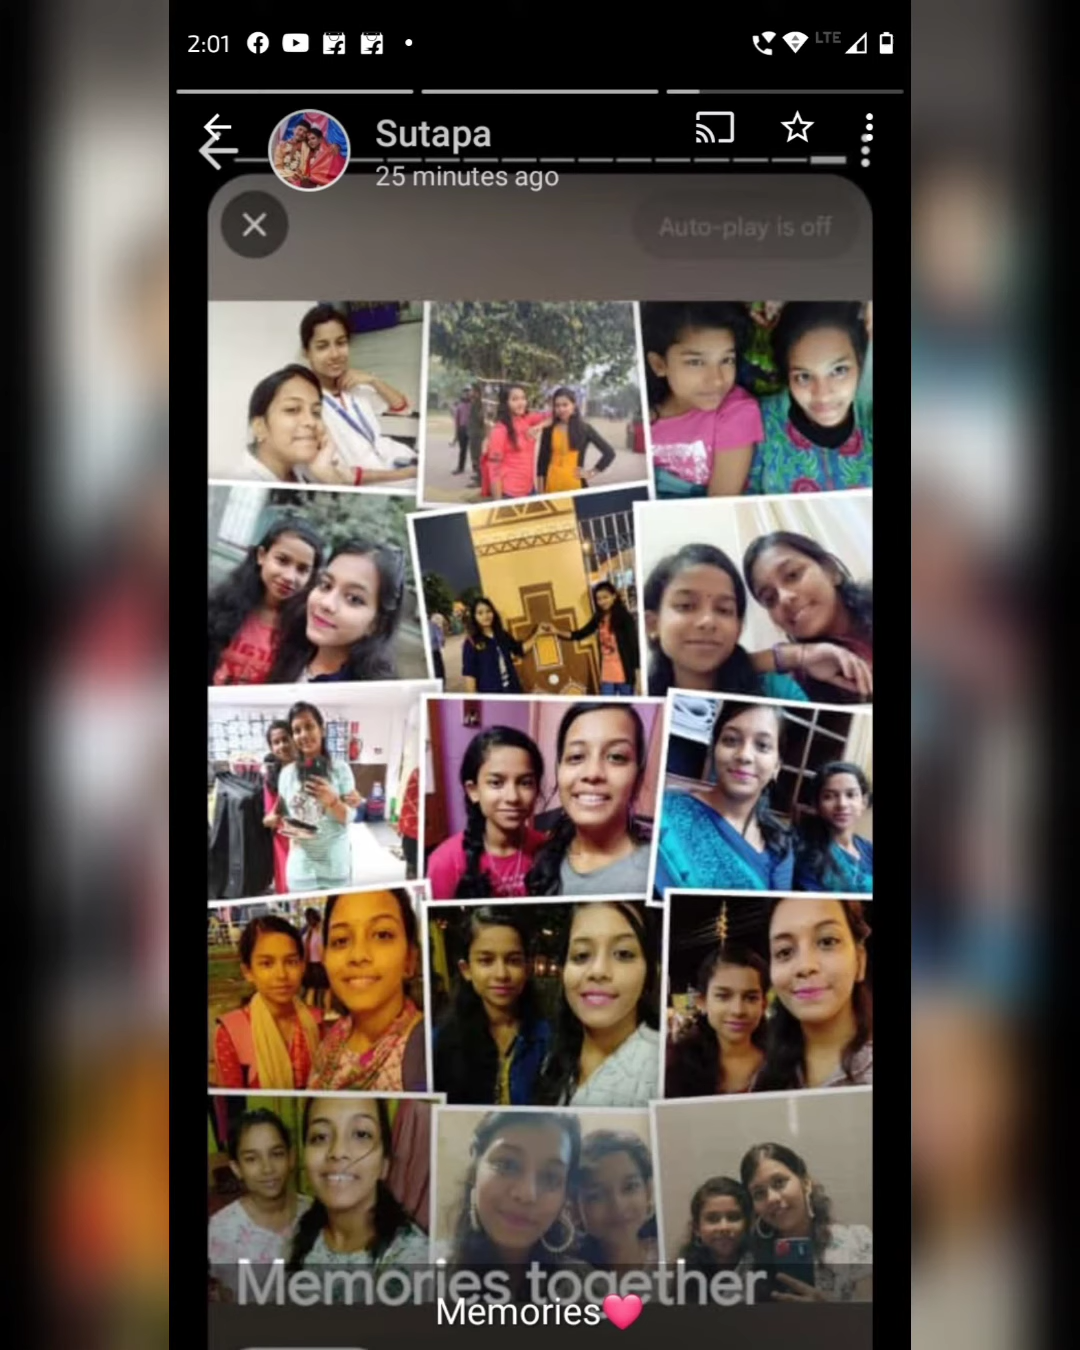 2:01
LTE
Sutapa
25 minutes ago
Auto-play is off
Memories together
Memories❤